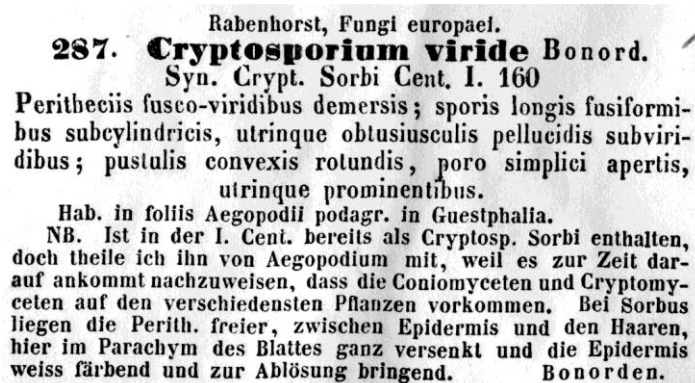 Rabenhorst, Fungi europaei.
287. Cryptosporium viride Bonord.
Syn. Crypt. Sorbi Cent. I. 160
Peritheciis fusco-viridibus demersis; sporis longis fusiformi-
bus subcylindricis, utrinque obtusiusculis pellucidis subviri-
dibus; pustulis convexis rotundis, poro simplici apertis,
utrinque prominentibus.
Hab. in foliis Aegopodii podagr. in Guestphalia.
NB. Ist in der I. Cent. bereits als Cryptosp. Sorbi enthalten,
doch theile ich ihn von Aegopodium mit, weil es zur Zeit dar-
auf ankommt nachzuweisen, dass die Coniomyceten und Cryptomy-
ceten auf den verschiedensten Pflanzen vorkommen. Bei Sorbus
liegen die Perith. freier, zwischen Epidermis und den Haaren,
hier im Parachym des Blattes ganz versenkt und die Epidermis
weiss färbend und zur Ablösung bringend. Bonorden.